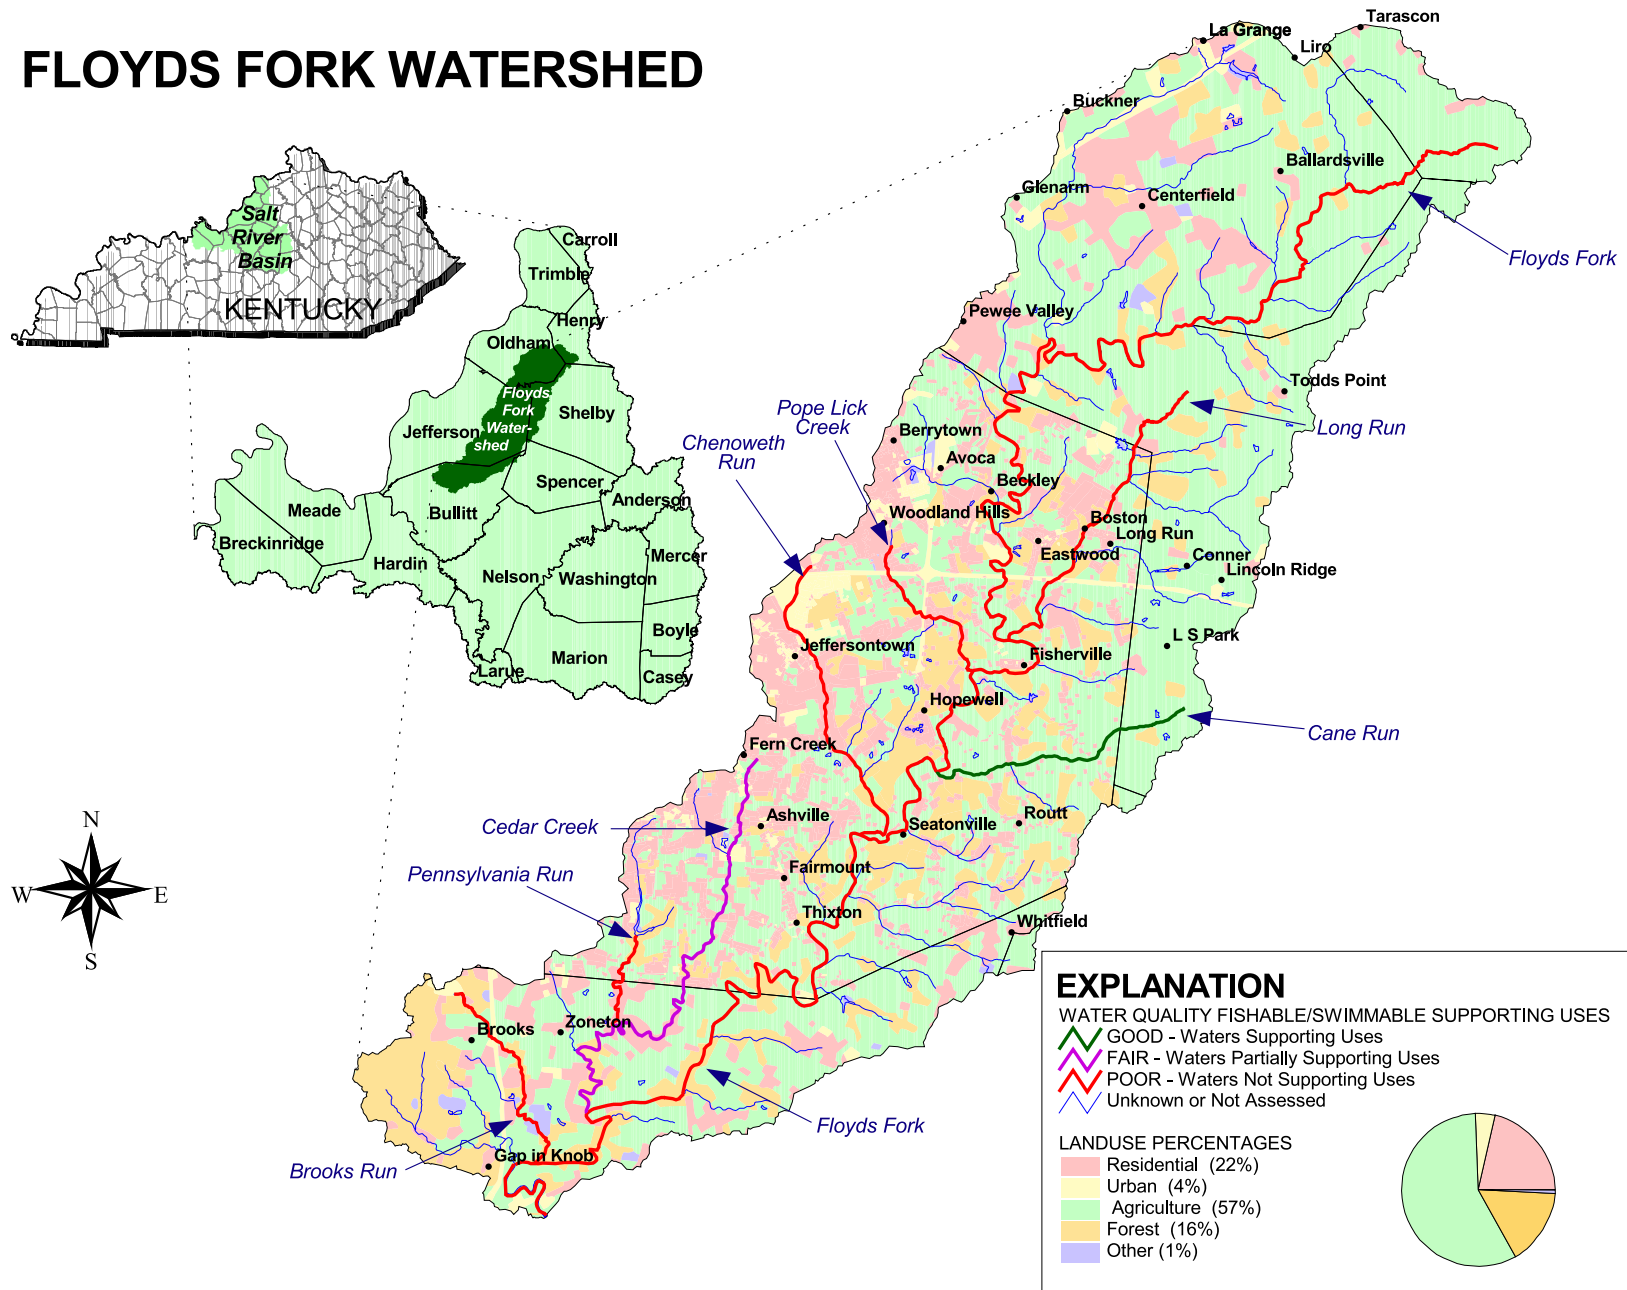 FLOYDS FORK WATERSHED
Salt
River
Basin
KENTUCKY
Carroll
Trimble
Henry
Oldham
Floyds
Fork
Water-
shed
Shelby
Jefferson
Spencer
Anderson
Meade
Bullitt
Breckinridge
Hardin
Nelson
Washington
Mercer
Boyle
Marion
Larue
Casey
La Grange
Tarascon
Liro
Buckner
Ballardsville
Glenarm
Centerfield
Floyds Fork
Pewee Valley
Todds Point
Long Run
Pope Lick
Creek
Chenoweth
Run
Berrytown
Avoca
Beckley
Woodland Hills
Boston
Long Run
Eastwood
Conner
Lincoln Ridge
L S Park
Jeffersontown
Fisherville
Hopewell
Cane Run
Fern Creek
Cedar Creek
Ashville
Seatonville
Routt
Pennsylvania Run
Fairmount
Thixton
Whitfield
Brooks
Zoneton
Floyds Fork
Brooks Run
Gap in Knob
N
W
E
S
EXPLANATION
WATER QUALITY FISHABLE/SWIMMABLE SUPPORTING USES
GOOD - Waters Supporting Uses
FAIR - Waters Partially Supporting Uses
POOR - Waters Not Supporting Uses
Unknown or Not Assessed
LANDUSE PERCENTAGES
Residential (22%)
Urban (4%)
Agriculture (57%)
Forest (16%)
Other (1%)